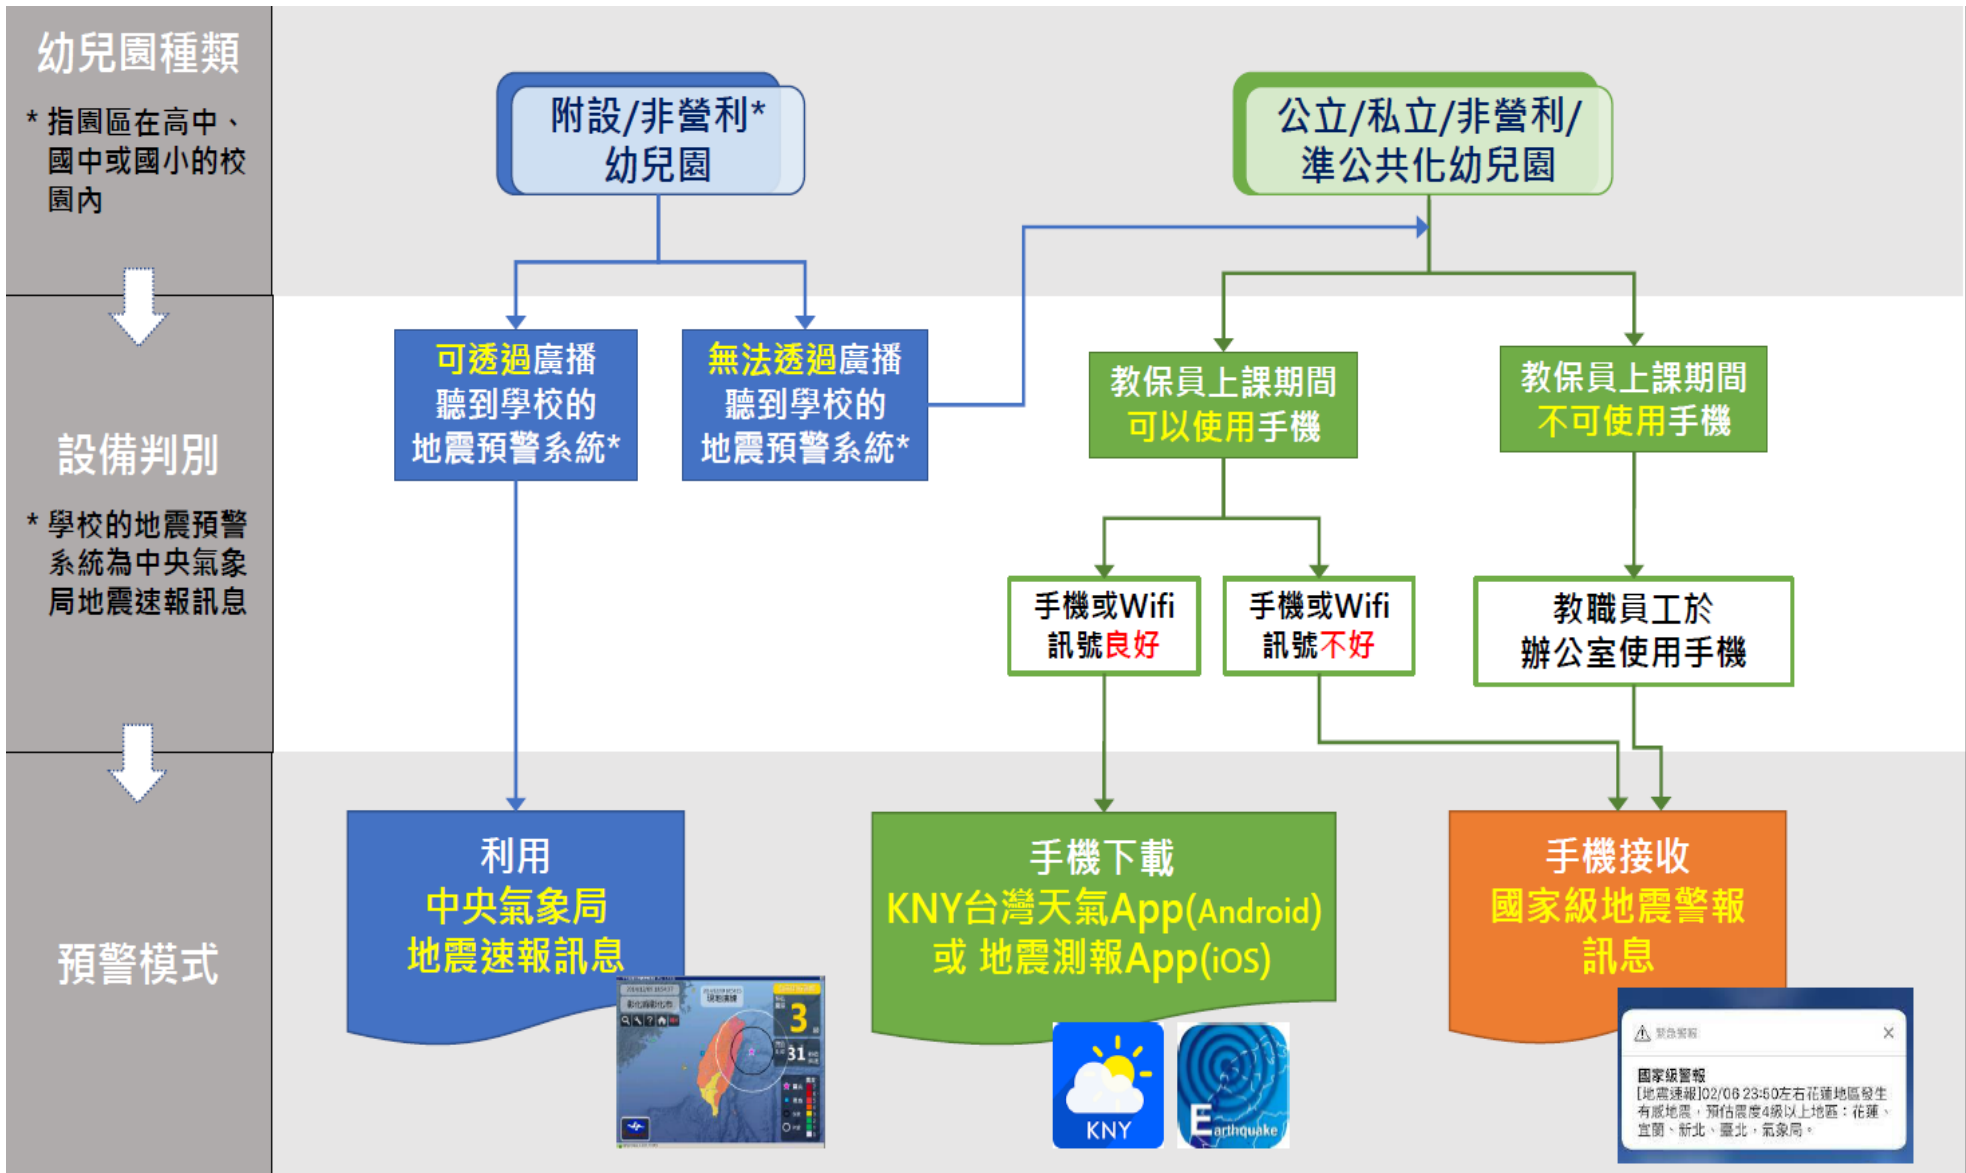 幼兒園種類
* 指園區在高中、
國中或國小的校
園內
附設/非營利*
幼兒園
公立/私立/非營利/
準公共化幼兒園
設備判別
* 學校的地震預警
系統為中央氣象
局地震速報訊息
可透過廣播
聽到學校的
地震預警系統*
無法透過廣播
聽到學校的
地震預警系統*
教保員上課期間
可以使用手機
教保員上課期間
不可使用手機
手機或Wifi
訊號良好
手機或Wifi
訊號不好
教職員工於
辦公室使用手機
預警模式
利用
中央氣象局
地震速報訊息
手機下載
KNY台灣天氣App(Android)
或 地震測報App(iOS)
手機接收
國家級地震警報
訊息
3
31
KNY
Earthquake
緊急警報
國家級警報
[地震速報]02/06 23:50左右花蓮地區發生
有感地震，預估震度4級以上地區：花蓮、
宜蘭、新北、臺北，氣象局。